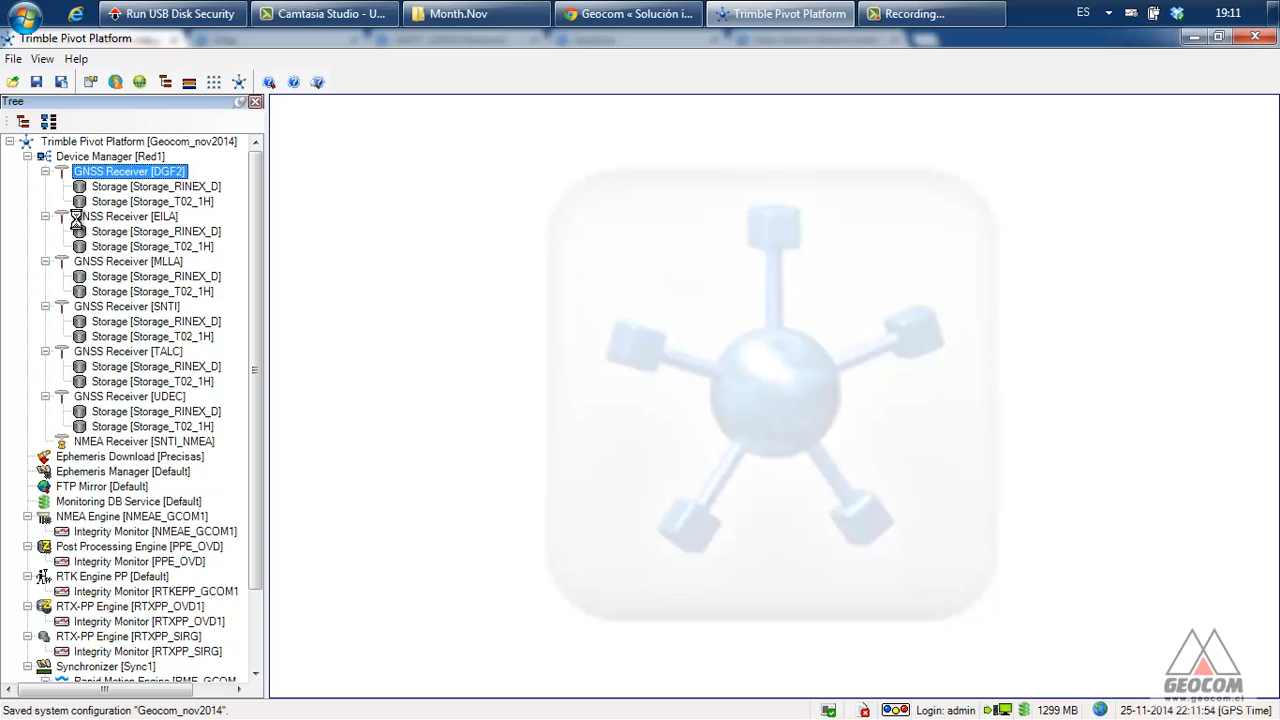 Run USB Disk Security
Camtasia Studio - U...
Month.Nov
Geocom « Solución i...
Trimble Pivot Platform
Recording...
ES
19:11
Trimble Pivot Platform
File View Help
Tree
Trimble Pivot Platform [Geocom_nov2014]
Device Manager [Red1]
GNSS Receiver [DGF2]
Storage [Storage_RINEX_D]
Storage [Storage_T02_1H]
NSS Receiver [EILA]
Storage [Storage_RINEX_D]
Storage [Storage_T02_1H]
GNSS Receiver [MLLA]
Storage [Storage_RINEX_D]
Storage [Storage_T02_1H]
GNSS Receiver [SNTI]
Storage [Storage_RINEX_D]
Storage [Storage_T02_1H]
GNSS Receiver [TALC]
Storage [Storage_RINEX_D]
Storage [Storage_T02_1H]
GNSS Receiver [UDEC]
Storage [Storage_RINEX_D]
Storage [Storage_T02_1H]
NMEA Receiver [SNTI_NMEA]
Ephemeris Download [Precisas]
Ephemeris Manager [Default]
FTP Mirror [Default]
Monitoring DB Service [Default]
NMEA Engine [NMEAE_GCOM1]
Integrity Monitor [NMEAE_GCOM1]
Post Processing Engine [PPE_OVD]
Integrity Monitor [PPE_OVD]
RTK Engine PP [Default]
Integrity Monitor [RTKEPP_GCOM1
RTX-PP Engine [RTXPP_OVD1]
Integrity Monitor [RTXPP_OVD1]
RTX-PP Engine [RTXPP_SIRG]
Integrity Monitor [RTXPP_SIRG]
Synchronizer [Sync1]
Rapid Motion Engine [RME_GCOM
GEOCOM
www.geocom.cl
Saved system configuration "Geocom_nov2014".
Login: admin
1299 MB
25-11-2014 22:11:54 [GPS Time]